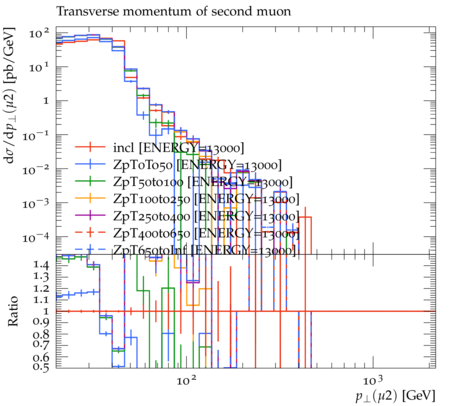 Transverse momentum of second muon
dσ/dp⊥(μ2) [pb/GeV]
10²
10¹
1
10⁻¹
10⁻²
10⁻³
10⁻⁴
incl [ENERGY=13000]
ZpT0To50 [ENERGY=13000]
ZpT50to100 [ENERGY=13000]
ZpT100to250 [ENERGY=13000]
ZpT250to400 [ENERGY=13000]
ZpT400to650 [ENERGY=13000]
ZpT650toInf [ENERGY=13000]
Ratio
1.4
1.3
1.2
1.1
1
0.9
0.8
0.7
0.6
0.5
10²
10³
p⊥(μ2) [GeV]